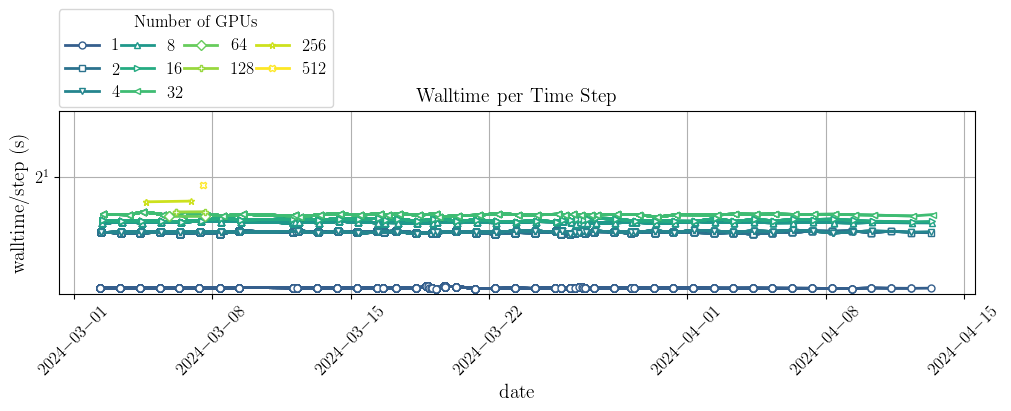 Number of GPUs
1 8 64 256
2 16 128 512
4 32
Walltime per Time Step
walltime/step (s)
2¹
2024−03−01 2024−03−08 2024−03−15 2024−03−22 2024−04−01 2024−04−08 2024−04−15
date